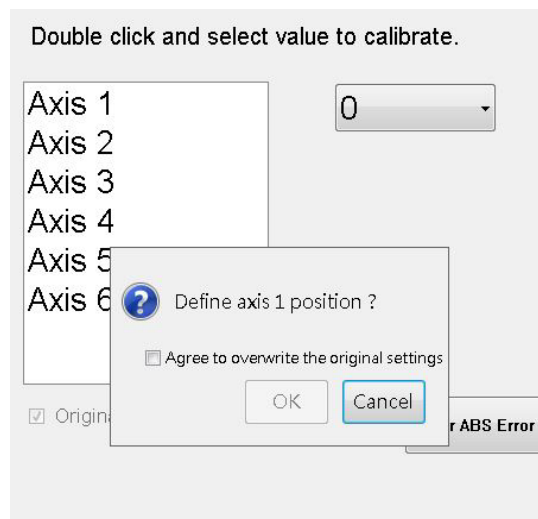 Double click and select value to calibrate.
Axis 1
0
Axis 2
Axis 3
Axis 4
Axis 5
Axis 6
Define axis 1 position ?
Agree to overwrite the original settings
OK
Cancel
ABS Error